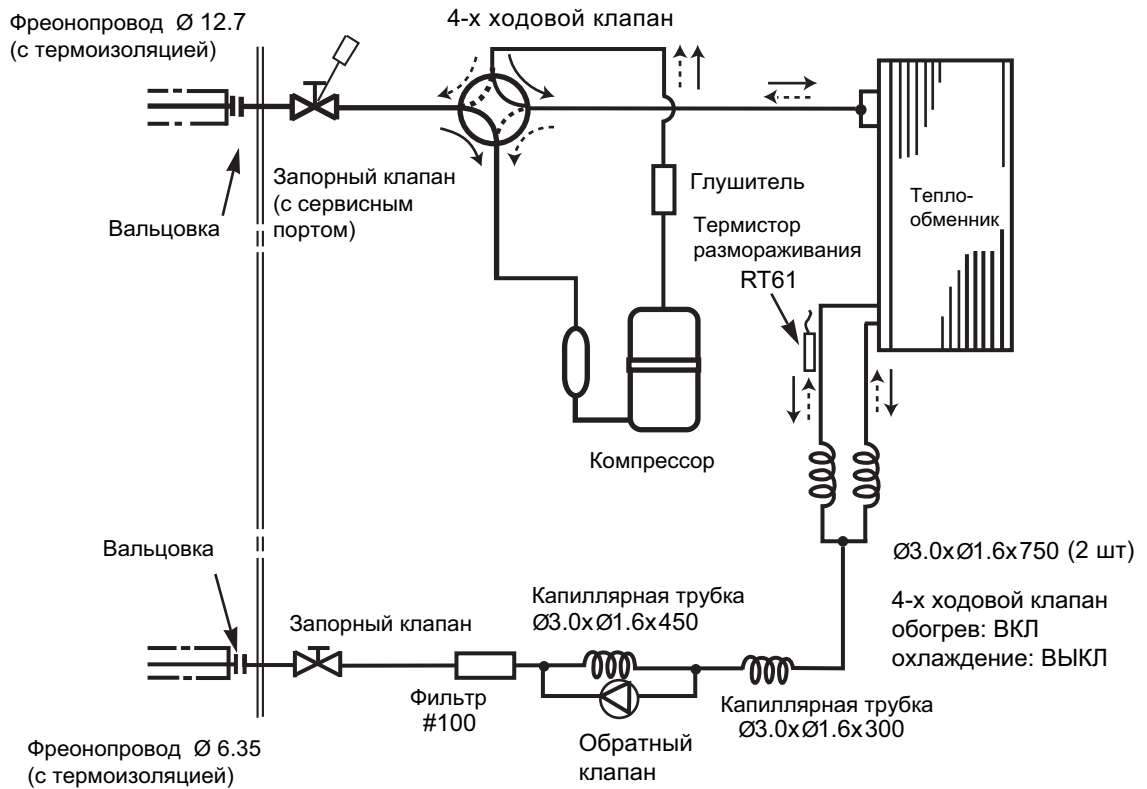 Фреонопровод Ø 12.7
(с термоизоляцией)
4-х ходовой клапан
Запорный клапан
(с сервисным
портом)
Вальцовка
Глушитель
Термистор
размораживания
RT61
Тепло-
обменник
Компрессор
Вальцовка
Запорный клапан
Фильтр
#100
Капиллярная трубка
Ø3.0xØ1.6x450
Обратный
клапан
Капиллярная трубка
Ø3.0xØ1.6x300
Ø3.0xØ1.6x750 (2 шт)
4-х ходовой клапан
обогрев: ВКЛ
охлаждение: ВЫКЛ
Фреонопровод Ø 6.35
(с термоизоляцией)